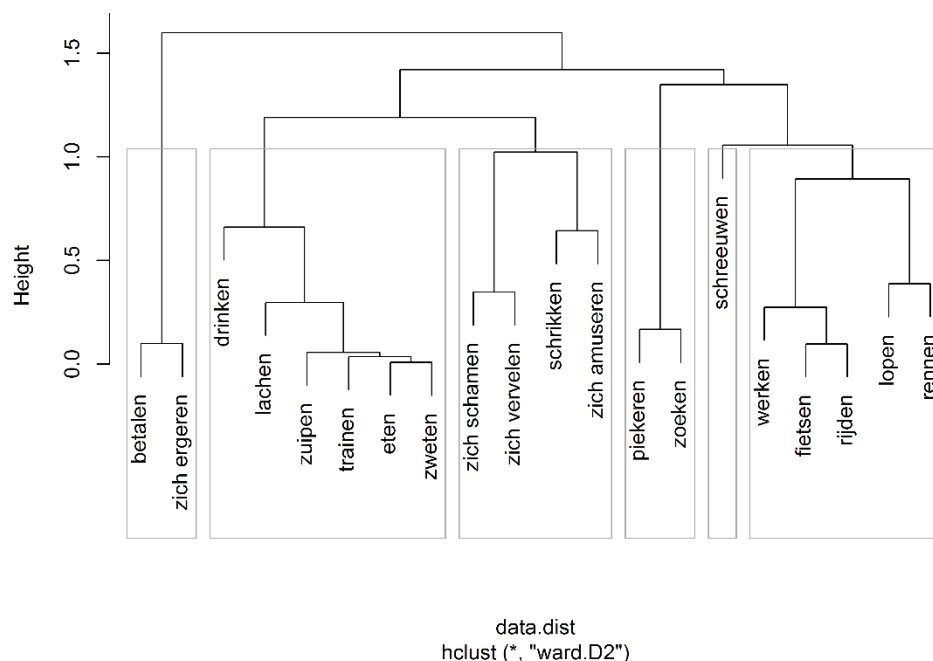 Height
1.5
1.0
0.5
0.0
betalen
zich ergeren
drinken
lachen
zuipen
trainen
eten
zweten
zich schamen
zich vervelen
schrikken
zich amuseren
piekeren
zoeken
schreeuwen
werken
fietsen
rijden
lopen
rennen
data.dist
hclust (*, "ward.D2")